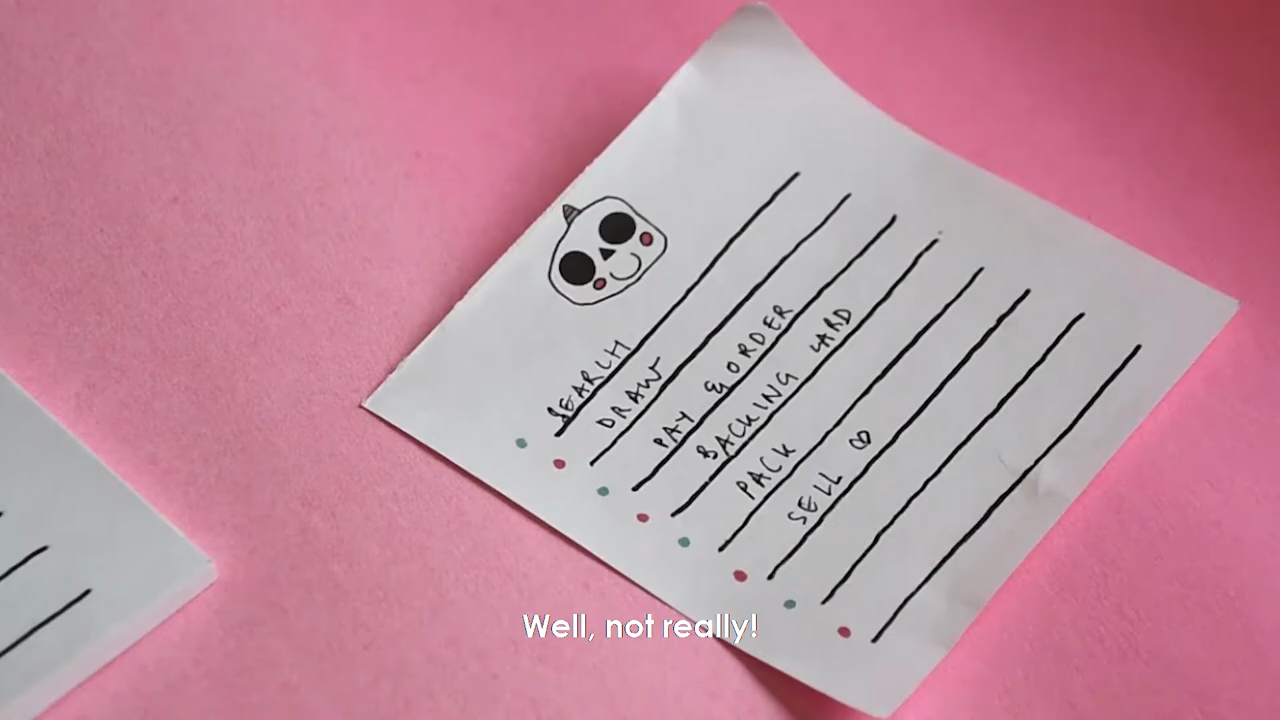 SEARCH
DRAW
PAY & ORDER
BACKING CARD
PACK
SELL ∞
Well, not really!